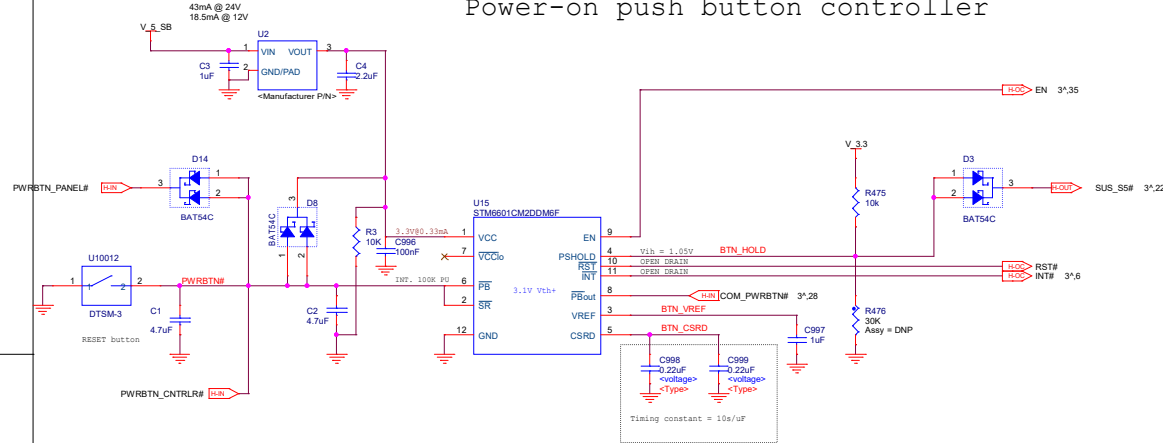 43mA @ 24V
18.5mA @ 12V
Power-on push button controller
V_5_SB
U2
1 VIN VOUT 3
2 GND/PAD
C3
1uF
C4
2.2uF
<Manufacturer P/N>
H-OC EN 3^,35
D14
PWRBTN_PANEL# H-IN 3
1
2
BAT54C
3
D8
BAT54C
1 2
R3
10K
3.3V@0.33mA
C996
100nF
INT. 100K PU
U15
STM6601CM2DDM6F
1 VCC
7 VCClo
6 PB
2 SR
12 GND
3.1V Vth+
EN 9
PSHOLD 4
RST 10
INT 11
PBout 8
VREF 3
CSRD 5
Vih = 1.05V
BTN_HOLD
OPEN DRAIN
OPEN DRAIN
V_3.3
R475
10k
D3
1
2
3
BAT54C
H-OUT SUS_S5# 3^,22
H-OC RST#
H-OC INT# 3^,6
H-IN COM_PWRBTN# 3^,28
BTN_VREF
BTN_CSRD
R476
30K
Assy = DNP
C997
1uF
U10012
1 1 2 2
DTSM-3
PWRBTN#
C1
4.7uF
RESET button
C2
4.7uF
C998
0.22uF
<voltage>
<Type>
C999
0.22uF
<voltage>
<Type>
Timing constant = 10s/uF
PWRBTN_CNTRLR# H-IN